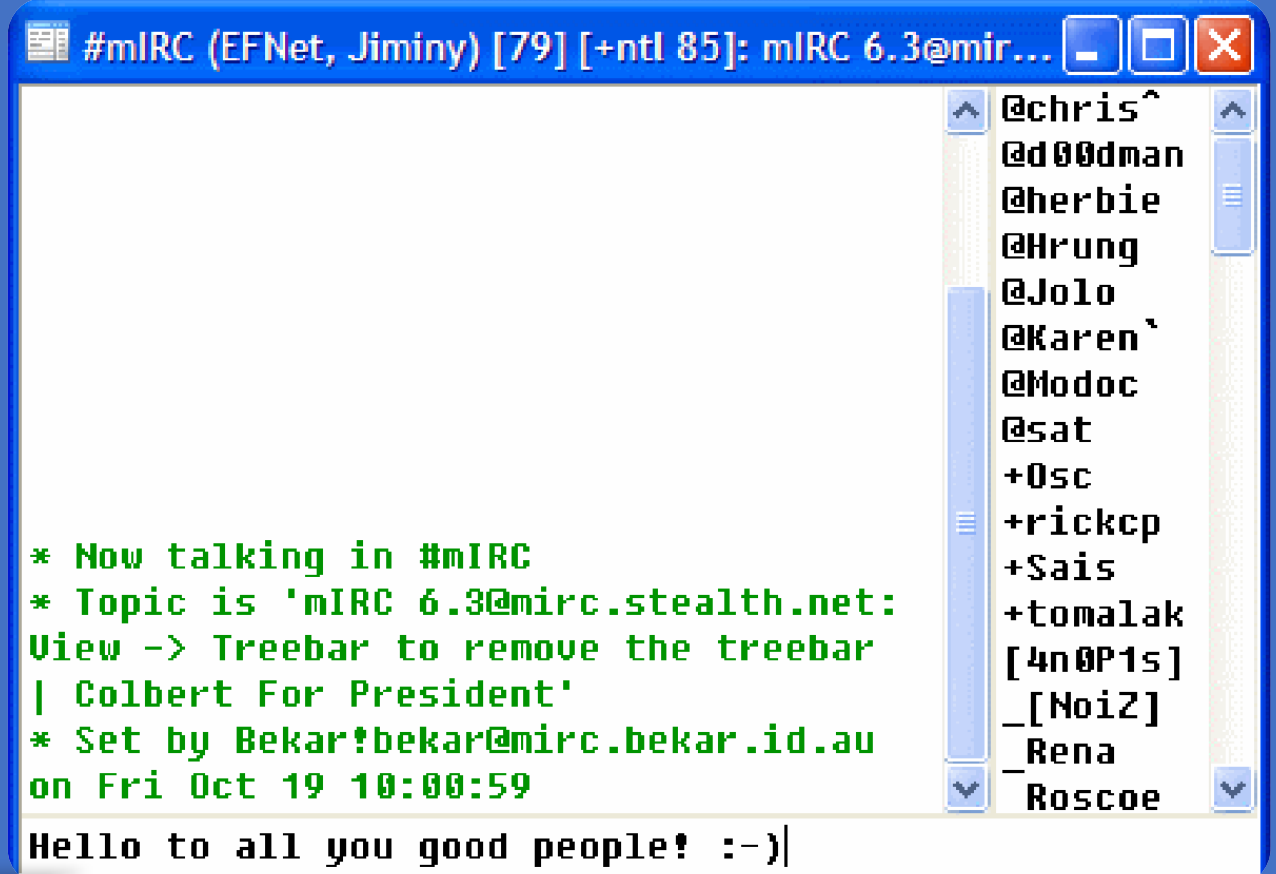 #mIRC (EFNet, Jiminy) [79] [+ntl 85]: mIRC 6.3@mir...
* Now talking in #mIRC
* Topic is 'mIRC 6.3@mirc.stealth.net:
View -> Treebar to remove the treebar
| Colbert For President'
* Set by Bekar!bekar@mirc.bekar.id.au
on Fri Oct 19 10:00:59
@chris^
@d00dman
@herbie
@Hrung
@Jolo
@Karen`
@Modoc
@sat
+Osc
+rickcp
+Sais
+tomalak
[4n0P1s]
_[NoiZ]
_Rena
_Roscoe
Hello to all you good people! :-)